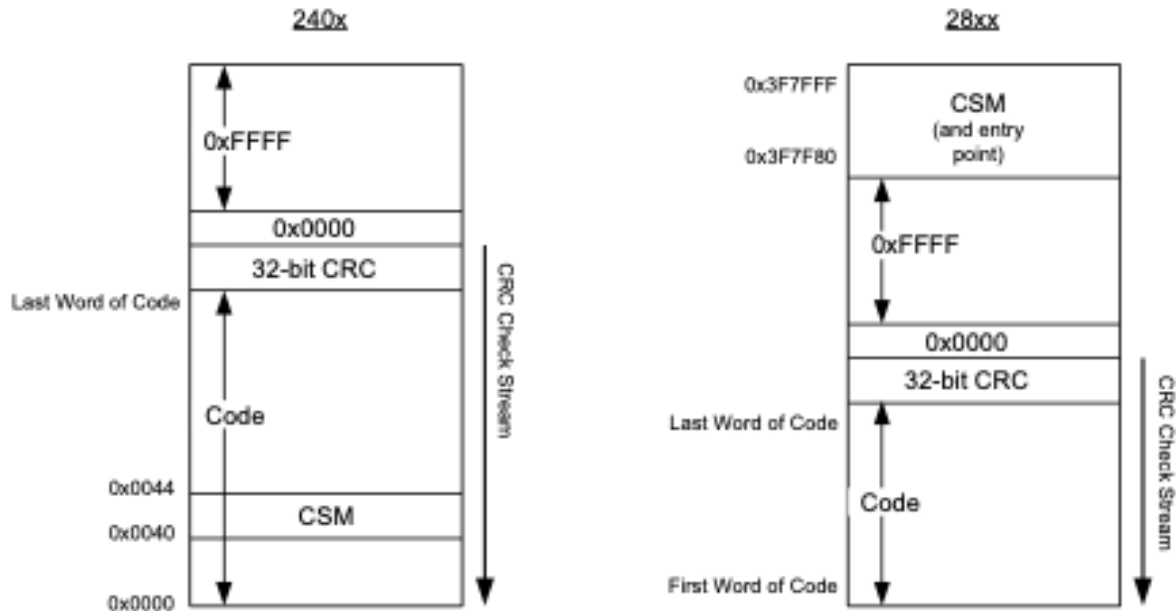 240x
0xFFFF
0x0000
32-bit CRC
Last Word of Code
Code
0x0044
CSM
0x0040
0x0000
CRC Check Stream
28xx
0x3F7FFF
CSM
(and entry
point)
0x3F7F80
0xFFFF
0x0000
32-bit CRC
Last Word of Code
Code
First Word of Code
CRC Check Stream